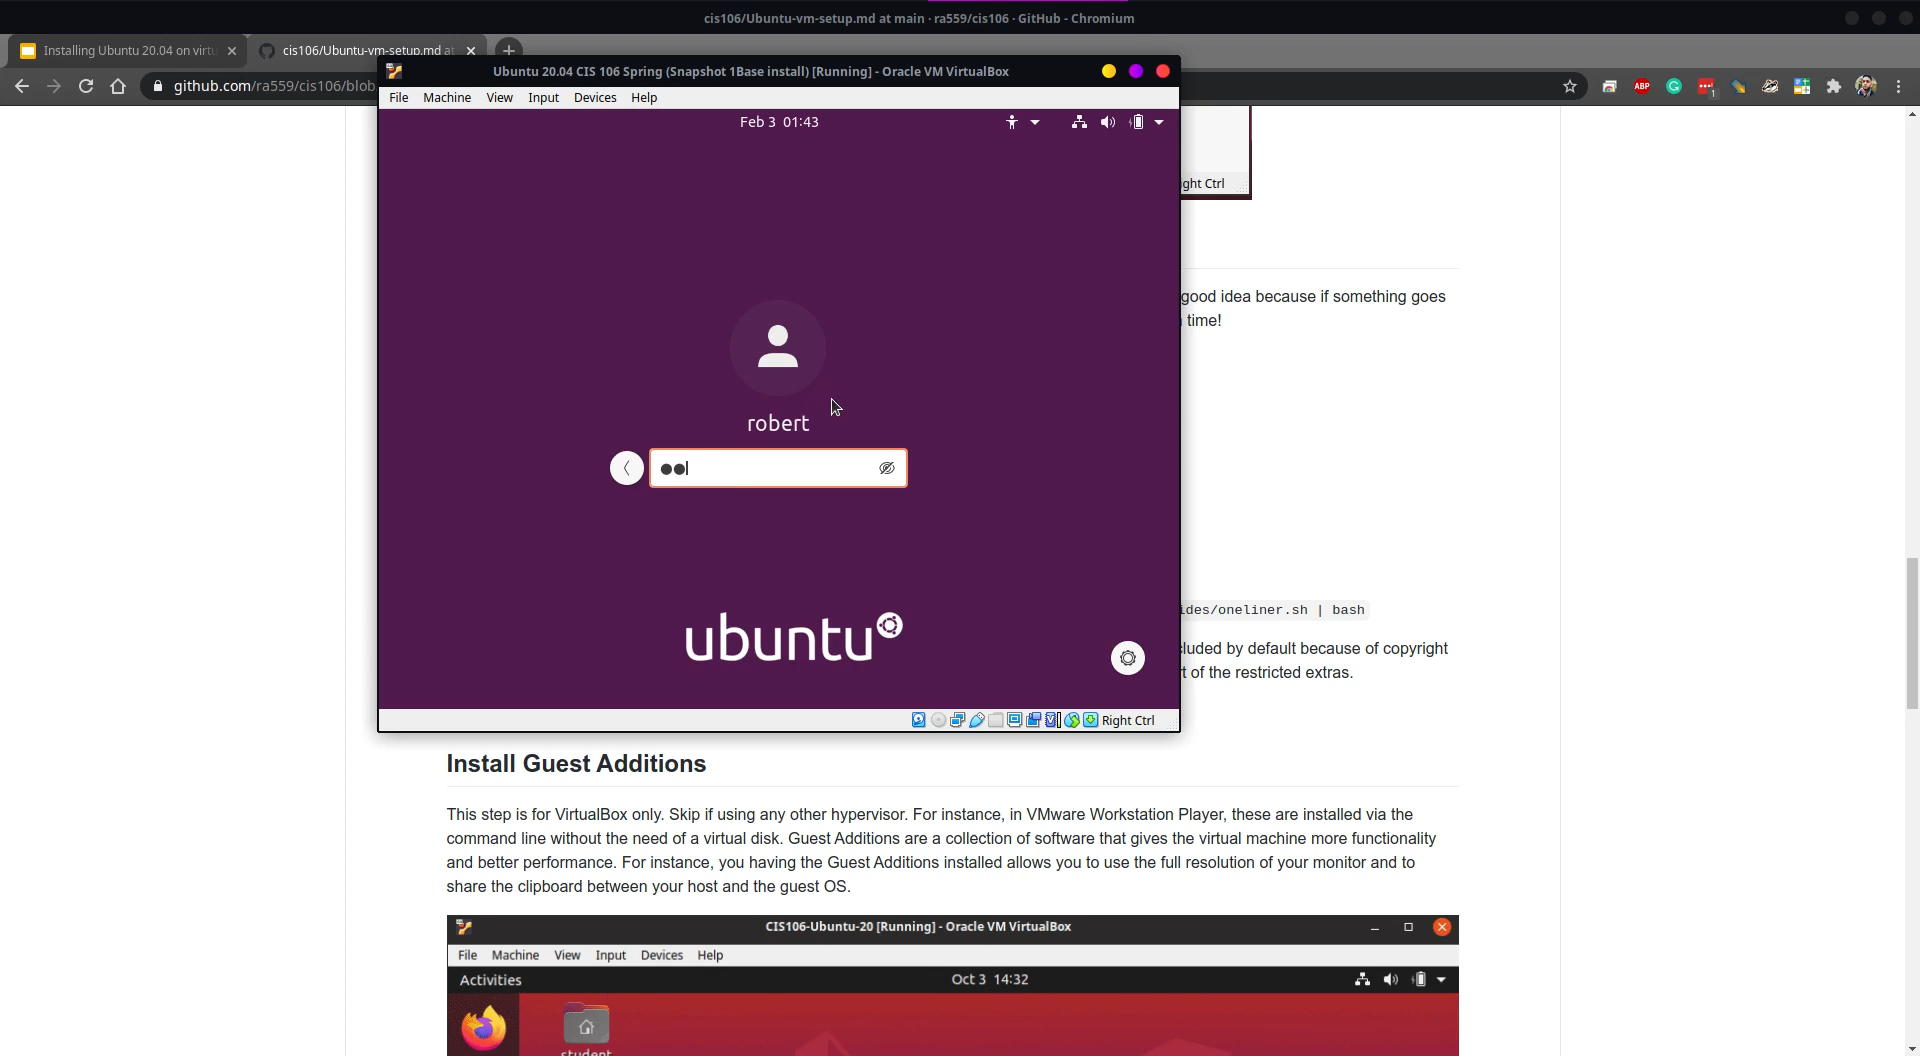 cis106/Ubuntu-vm-setup.md at main · ra559/cis106 · GitHub - Chromium
Installing Ubuntu 20.04 on virtu
cis106/Ubuntu-vm-setup.md at
github.com/ra559/cis106/blob
ABP
1
Ubuntu 20.04 CIS 106 Spring (Snapshot 1Base install) [Running] - Oracle VM VirtualBox
File Machine View Input Devices Help
Feb 3 01:43
ght Ctrl
good idea because if something goes
time!
robert
ides/oneliner.sh | bash
ubuntu
cluded by default because of copyright
t of the restricted extras.
Right Ctrl
Install Guest Additions
This step is for VirtualBox only. Skip if using any other hypervisor. For instance, in VMware Workstation Player, these are installed via the
command line without the need of a virtual disk. Guest Additions are a collection of software that gives the virtual machine more functionality
and better performance. For instance, you having the Guest Additions installed allows you to use the full resolution of your monitor and to
share the clipboard between your host and the guest OS.
CIS106-Ubuntu-20 [Running] - Oracle VM VirtualBox
File Machine View Input Devices Help
Activities
Oct 3 14:32
student